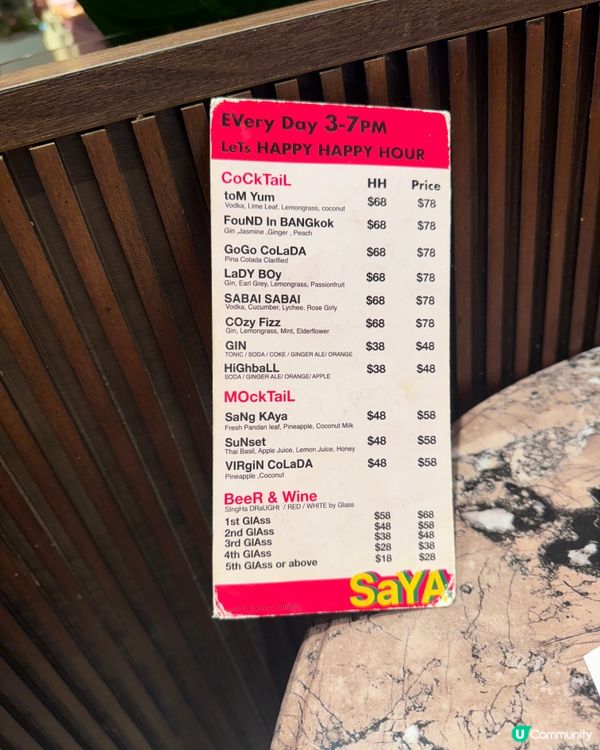 EVery Day 3-7PM
LeTs HAPPY HAPPY HOUR
CoCkTaiL HH Price
toM Yum $68 $78
Vodka, Lime Leaf, Lemongrass, coconut
FouND In BANGkok $68 $78
Gin ,Jasmine ,Ginger , Peach
GoGo CoLaDA $68 $78
Pina Colada Clarified
LaDY BOy $68 $78
Gin, Earl Grey, Lemongrass, Passionfruit
SABAI SABAI $68 $78
Vodka, Cucumber, Lychee, Rose Girly
COzy Fizz $68 $78
Gin, Lemongrass, Mint, Elderflower
GIN $38 $48
TONIC / SODA / COKE / GINGER ALE/ ORANGE
HiGhbaLL $38 $48
SODA / GINGER ALE/ ORANGE/ APPLE
MOckTaiL
SaNg KAya $48 $58
Fresh Pandan leaf, Pineapple, Coconut Milk
SuNset $48 $58
Thai Basil, Apple Juice, Lemon Juice, Honey
VIRgiN CoLaDA $48 $58
Pineapple ,Coconut
BeeR & Wine
SIngHa DRaUGHt / RED / WHITE by Glass
1st GlAss $58 $68
2nd GlAss $48 $58
3rd GlAss $38 $48
4th GlAss $28 $38
5th GlAss or above $18 $28
SaYA
U Community